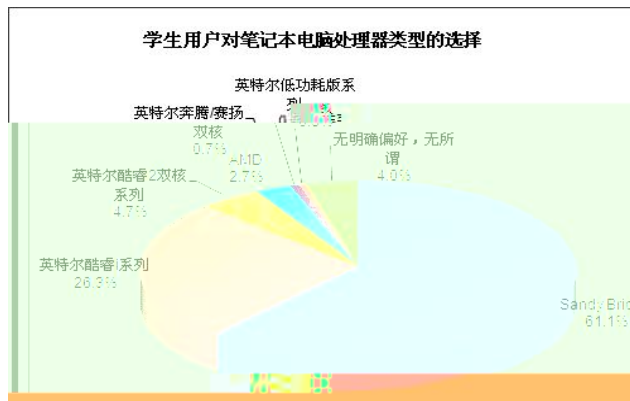 学生用户对笔记本电脑处理器类型的选择
英特尔低功耗版系
列
英特尔奔腾/赛扬
双核
0.7%
无明确偏好，无所
谓
4.0%
AMD
2.7%
英特尔酷睿2双核
系列
4.7%
英特尔酷睿i系列
26.3%
Sandy Brid
61.1%